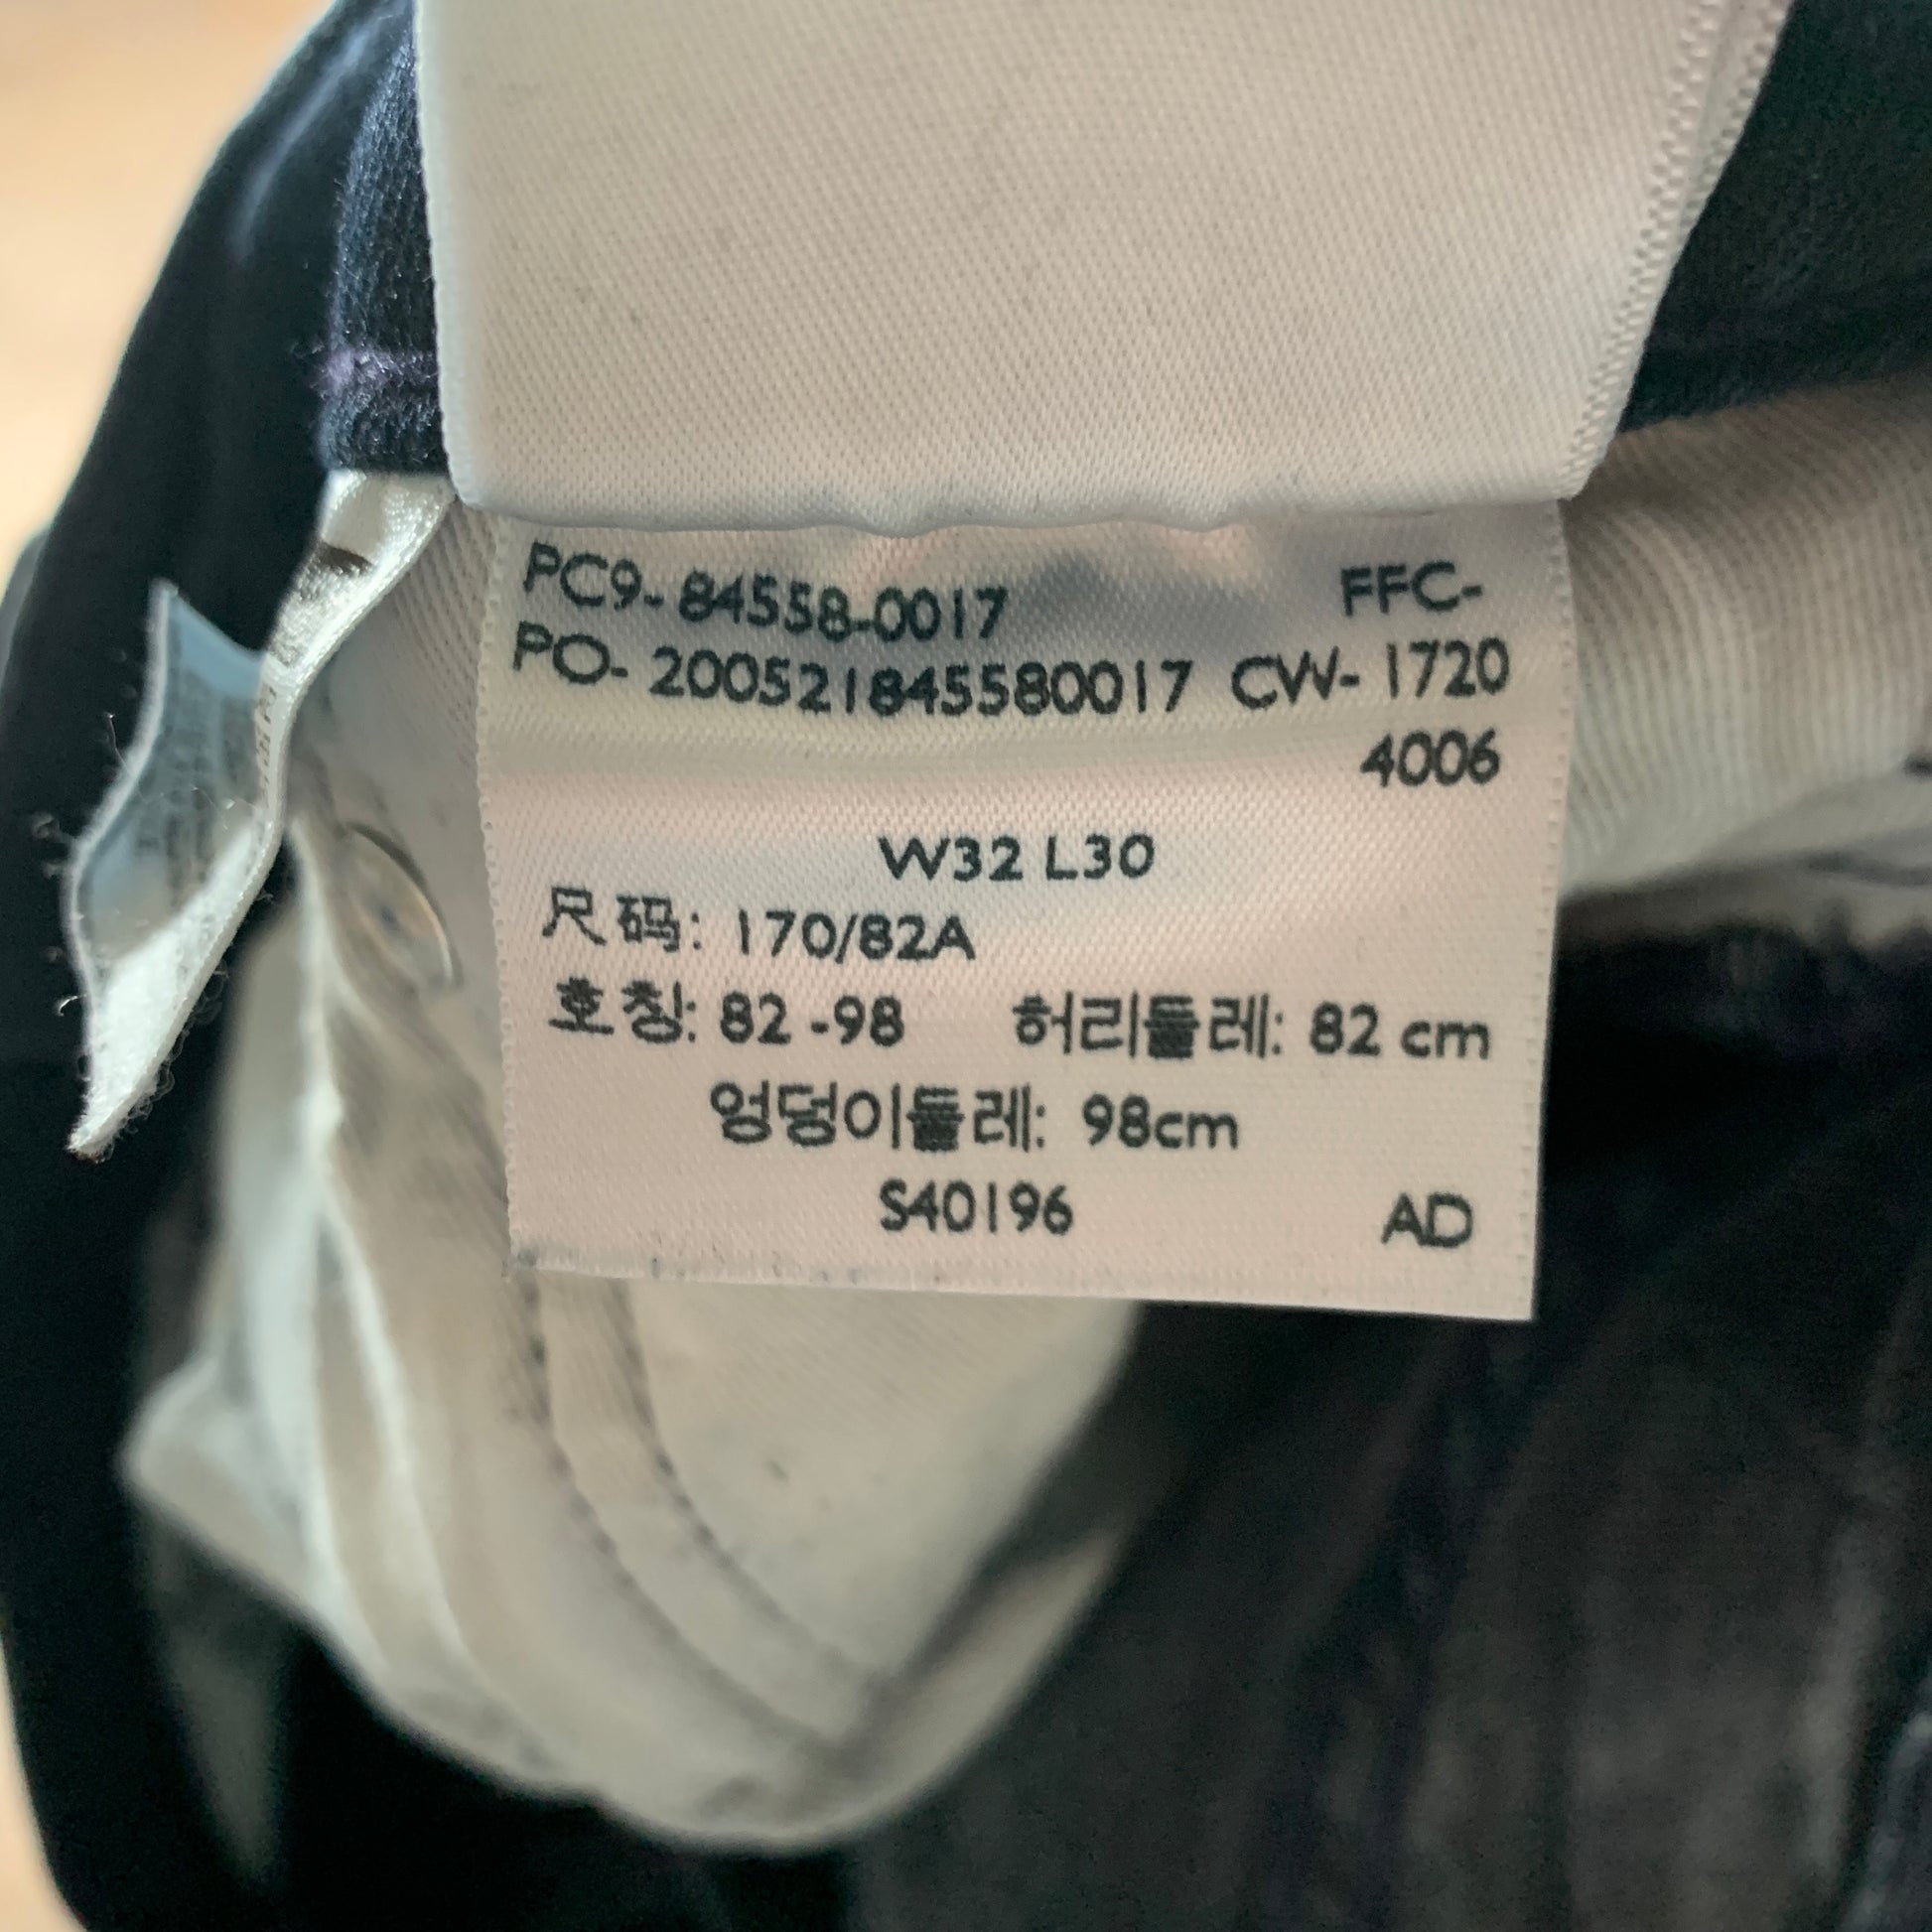 PC9- 84558-0017 FFC-
PO- 200521845580017 CW- 1720
4006
W32 L30
尺码: 170/82A
호칭: 82 -98 허리둘레: 82 cm
엉덩이둘레: 98cm
S40196 AD